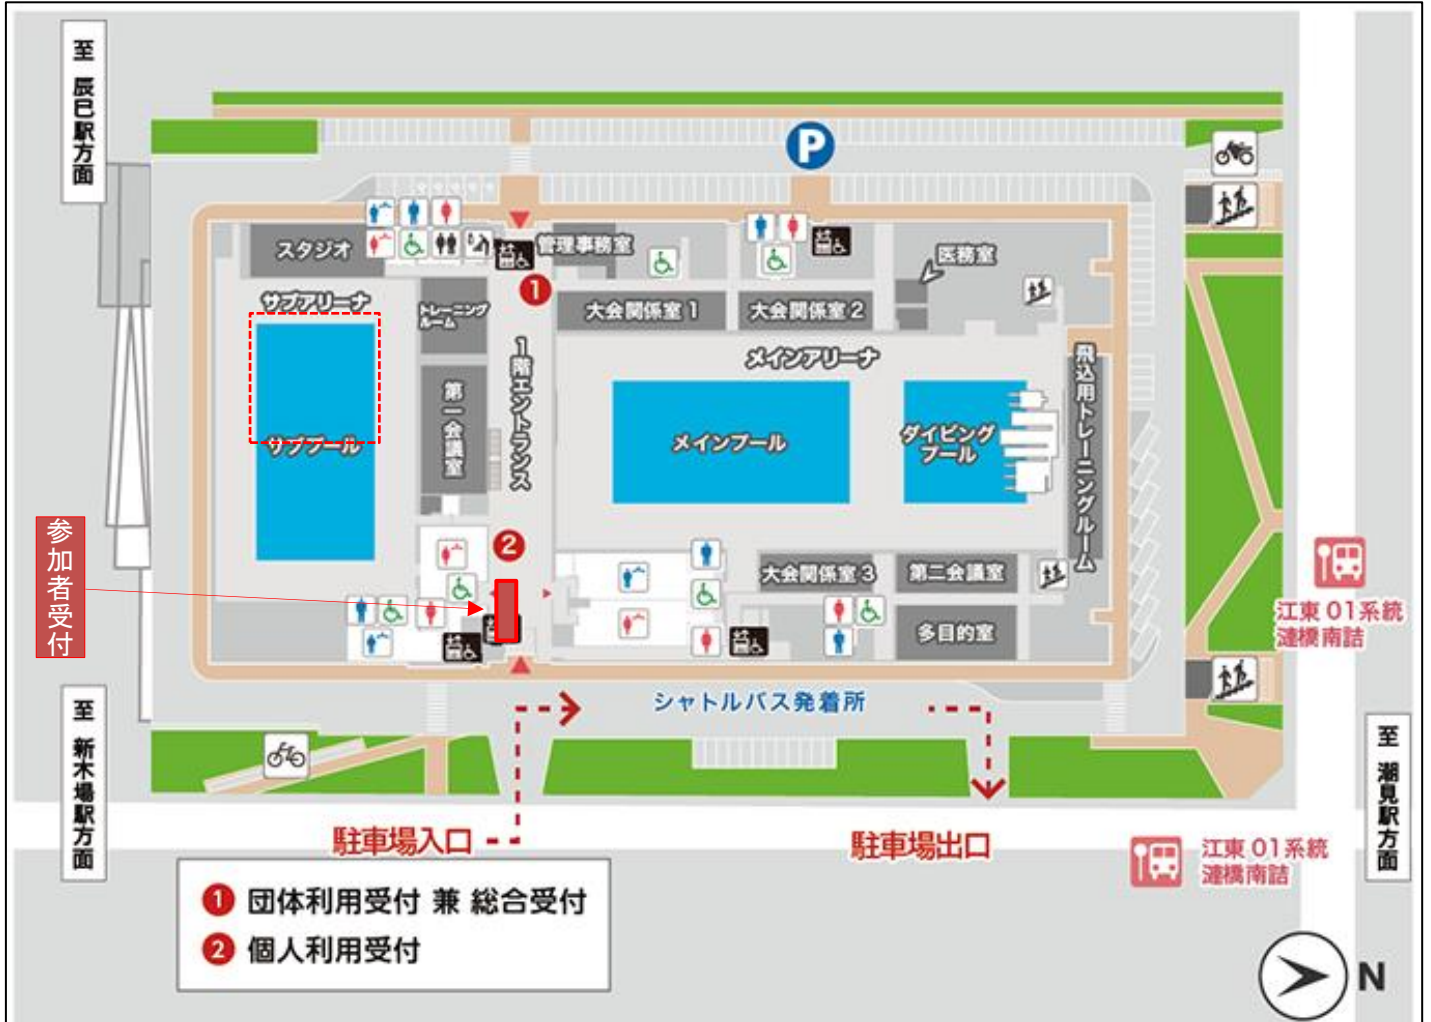 至 辰巳駅方面
P
スタジオ
管理事務室
医務室
1
サブアリーナ
トレーニング
ルーム
大会関係室 1
大会関係室 2
1階エントランス
メインアリーナ
飛込用トレーニングルーム
第一会議室
サブプール
メインプール
ダイビング
プール
参加者受付
2
大会関係室 3
第二会議室
多目的室
江東 01系統
漣橋南詰
シャトルバス発着所
至 新木場駅方面
至 潮見駅方面
駐車場入口
駐車場出口
江東 01系統
漣橋南詰
1 団体利用受付 兼 総合受付
2 個人利用受付
N